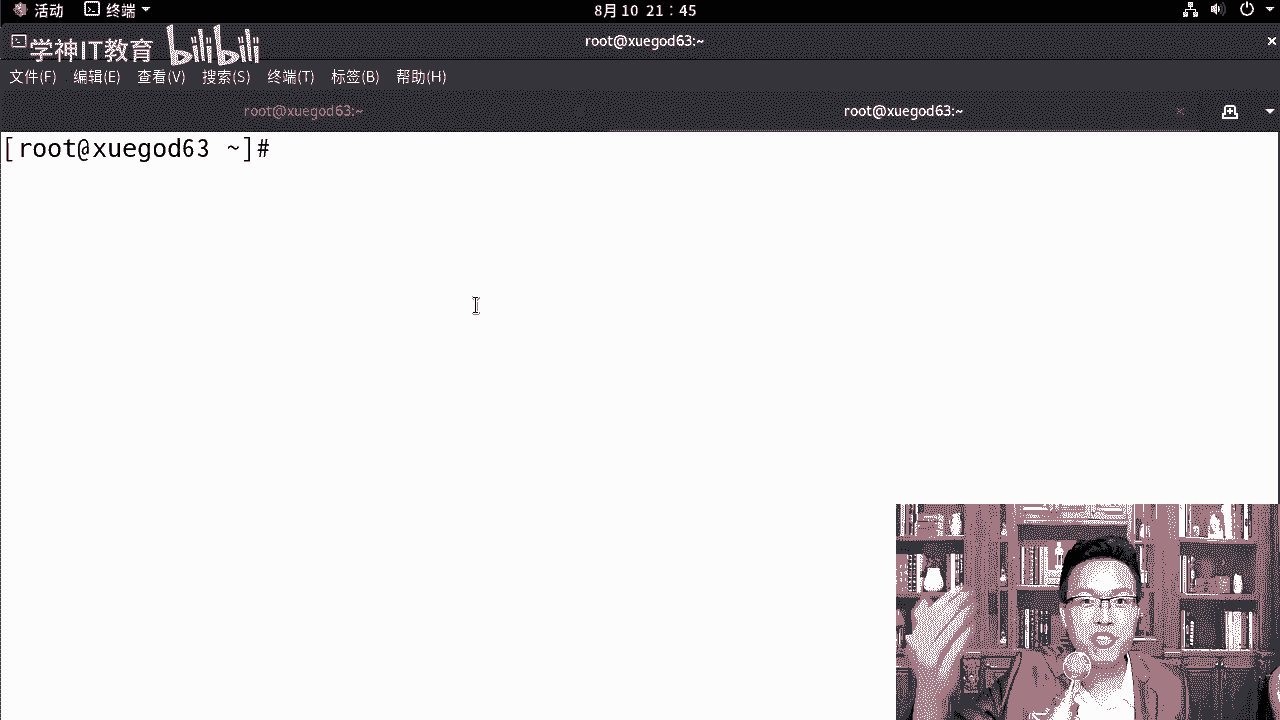 活动 终端 8月 10 21：45
学神IT教育 bilibili root@xuegod63:~
文件(F) 编辑(E) 查看(V) 搜索(S) 终端(T) 标签(B) 帮助(H)
root@xuegod63:~ root@xuegod63:~
[root@xuegod63 ~]#